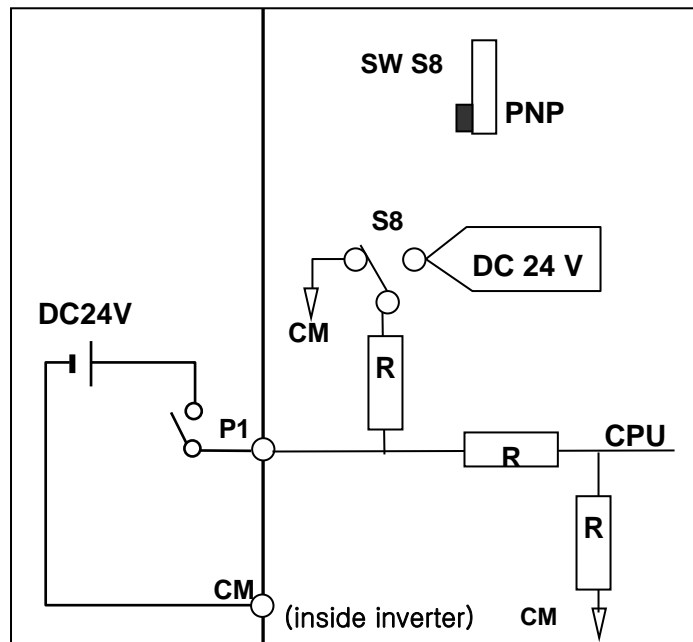 SW S8
PNP
S8
DC 24 V
CM
DC24V
R
P1
R
CPU
R
CM
(inside inverter)
CM